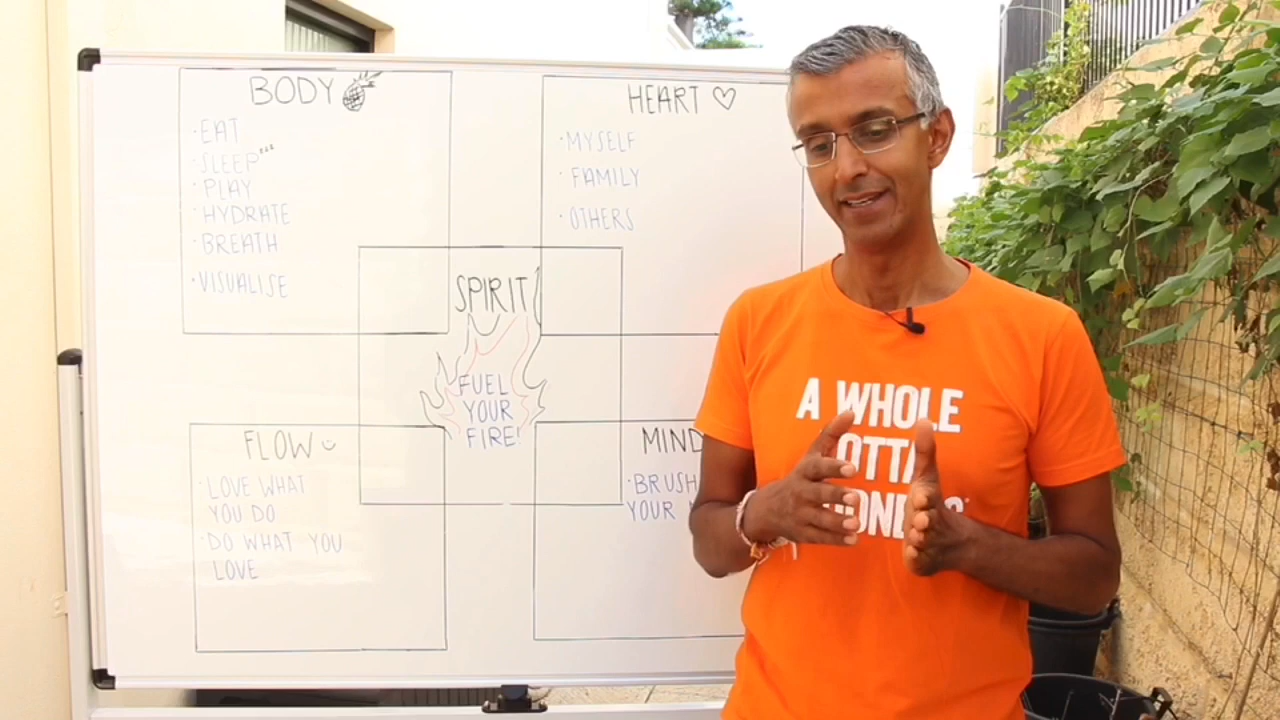 BODY
· EAT
· SLEEP zzz
· PLAY
· HYDRATE
· BREATH
· VISUALISE
HEART
· MYSELF
· FAMILY
· OTHERS
SPIRIT
FUEL
YOUR
FIRE!
FLOW
· LOVE WHAT
YOU DO
· DO WHAT YOU
LOVE
MIND
· BRUSH
YOUR
A WHOLE